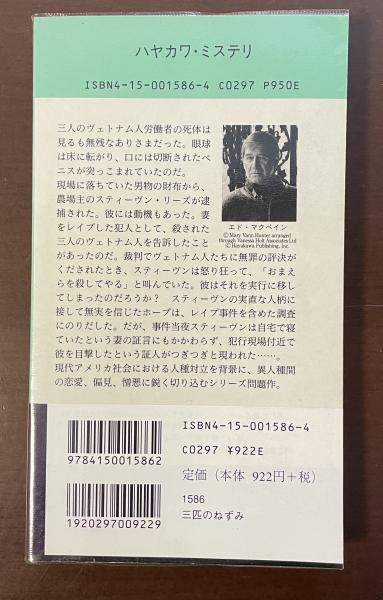 ハヤカワ・ミステリ
ISBN4-15-001586-4 C0297 P950E
三人のヴェトナム人労働者の死体は
見るも無残なありさまだった。眼球
は床に転がり、口には切断されたペ
ニスが突っこまれていたのだ。
現場に落ちていた男物の財布から、
農場主のスティーヴン・リーズが逮
捕された。彼には動機もあった。妻
をレイプした犯人として、殺された
三人のヴェトナム人を告訴したこと
があったのだ。裁判でヴェトナム人たちに無罪の評決が
くだされたとき、スティーヴンは怒り狂って、「おまえ
らを殺してやる」と叫んでいた。彼はそれを実行に移し
てしまったのだろうか？　スティーヴンの実直な人柄に
接して無実を信じたホープは、レイプ事件を含めた調査
にのりだした。だが、事件当夜スティーヴンは自宅で寝
ていたという妻の証言にもかかわらず、犯行現場付近で
彼を目撃したという証人がつぎつぎと現われた……。
現代アメリカ社会における人種対立を背景に、異人種間
の恋愛、偏見、憎悪に鋭く切り込むシリーズ問題作。
エド・マクベイン
©Mary Vann Hunter arranged
through Vanessa Holt Associates Ltd
©Hayakawa Publishing, Inc.
9784150015862
1920297009229
ISBN4-15-001586-4
C0297 ¥922E
定価（本体 922円＋税）
1586
三匹のねずみ